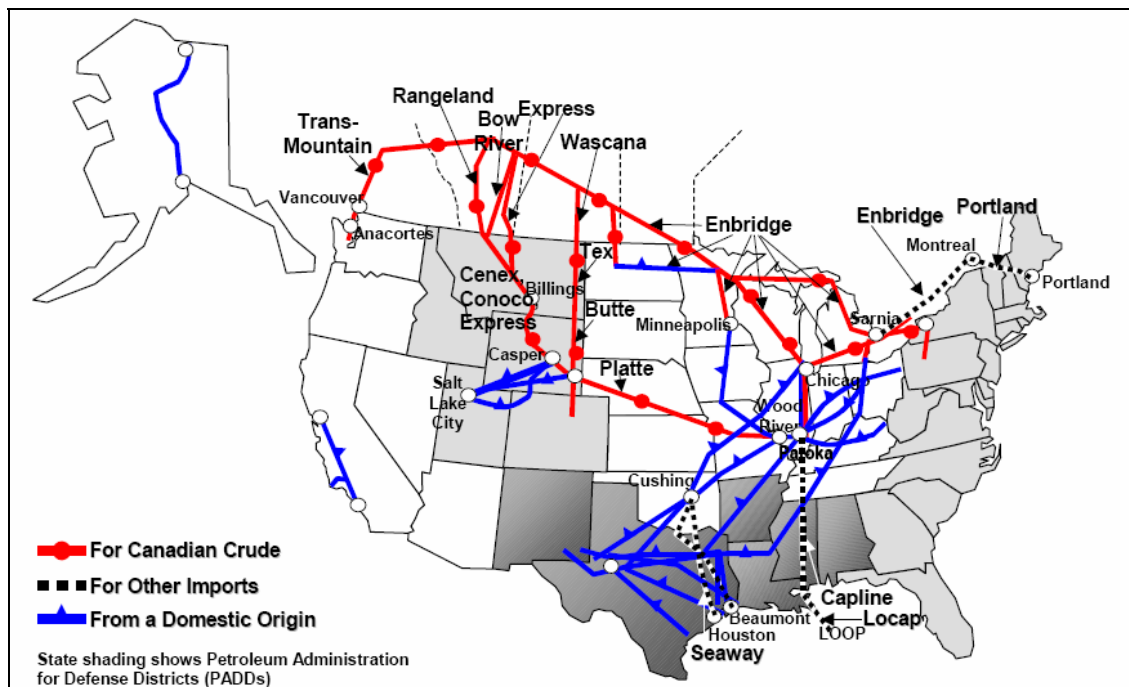 Rangeland
Bow
River
Express
Trans-
Mountain
Wascana
Vancouver
Anacortes
Enbridge
Enbridge
Portland
Montreal
Portland
Tex
Cenex,
Conoco,
Express
Billings
Butte
Minneapolis
Sarnia
Casper
Platte
Chicago
Salt
Lake
City
Wood
River
Patoka
Cushing
For Canadian Crude
For Other Imports
From a Domestic Origin
Capline
Locap
LOOP
Beaumont
Houston
Seaway
State shading shows Petroleum Administration
for Defense Districts (PADDs)